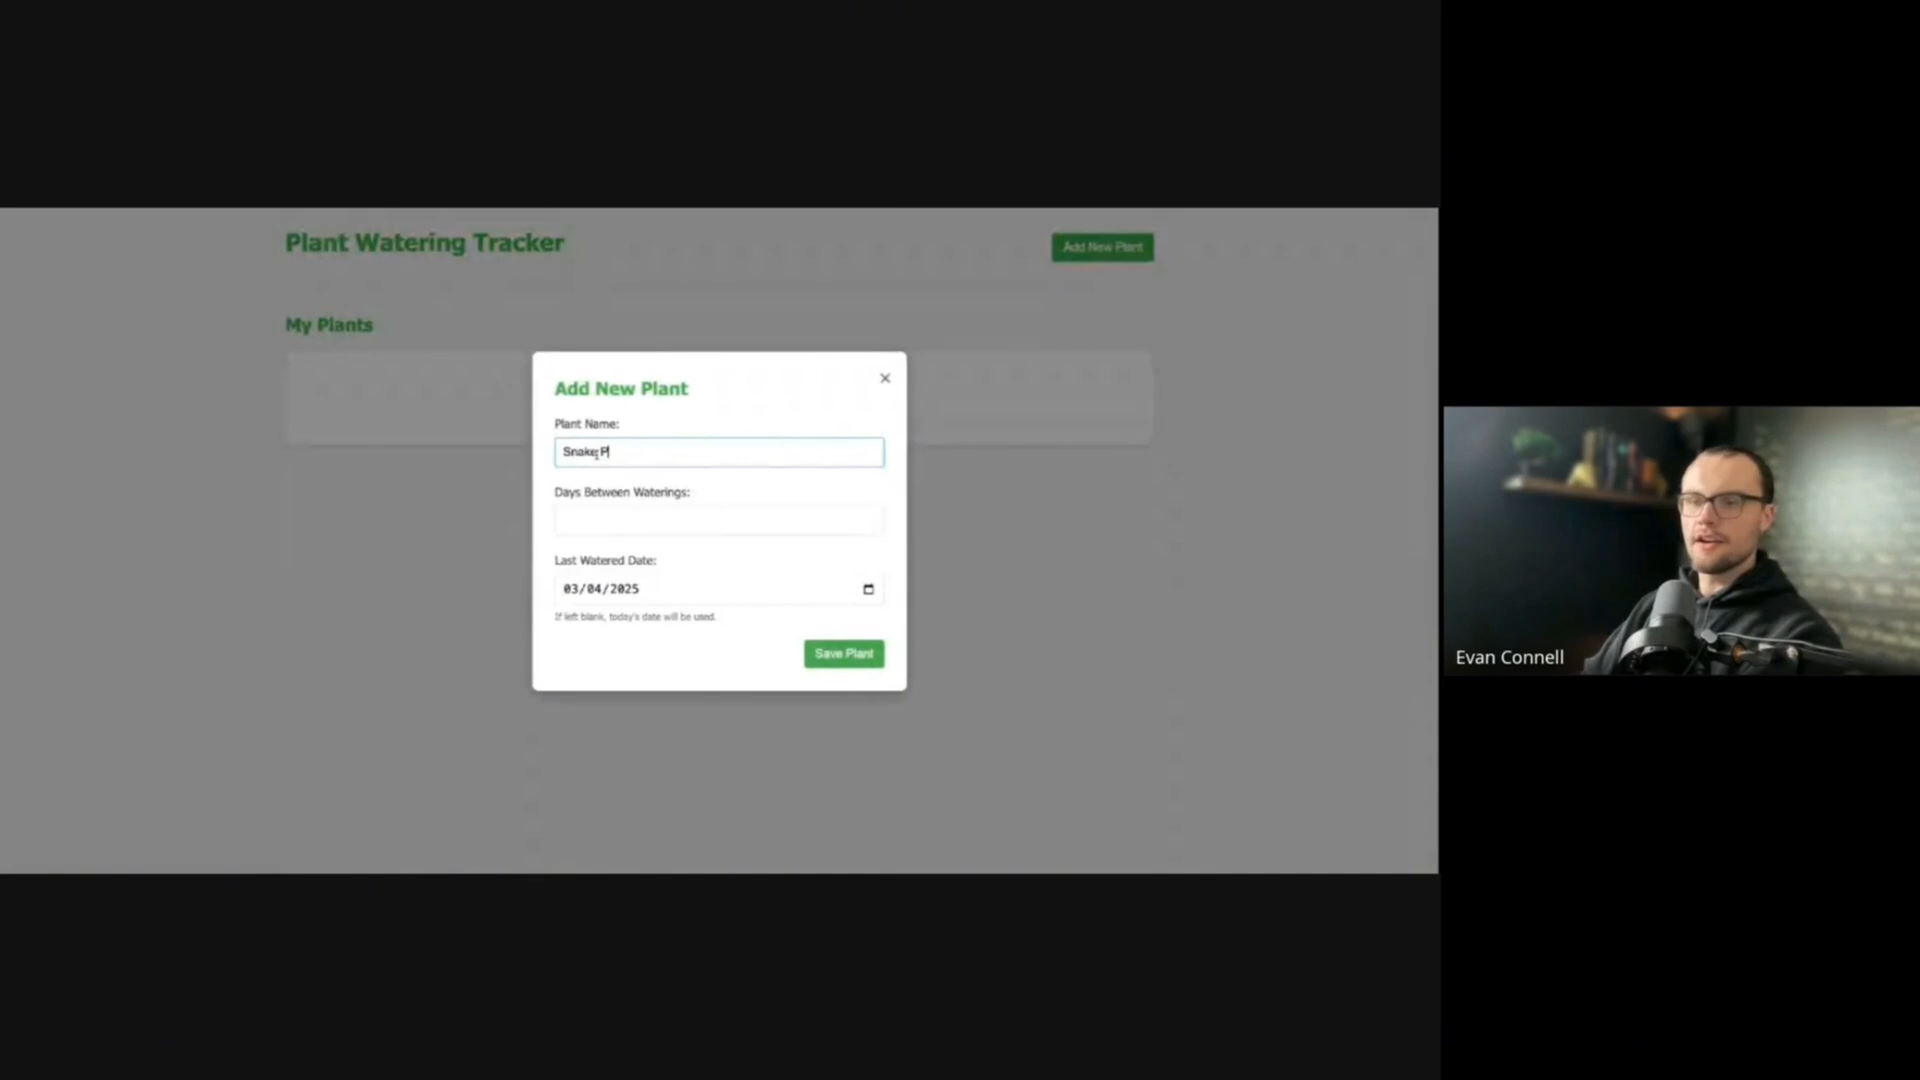 Plant Watering Tracker
Add New Plant
My Plants
Add New Plant
×
Plant Name:
Snake P
Days Between Waterings:
Last Watered Date:
03/04/2025
If left blank, today's date will be used.
Save Plant
Evan Connell